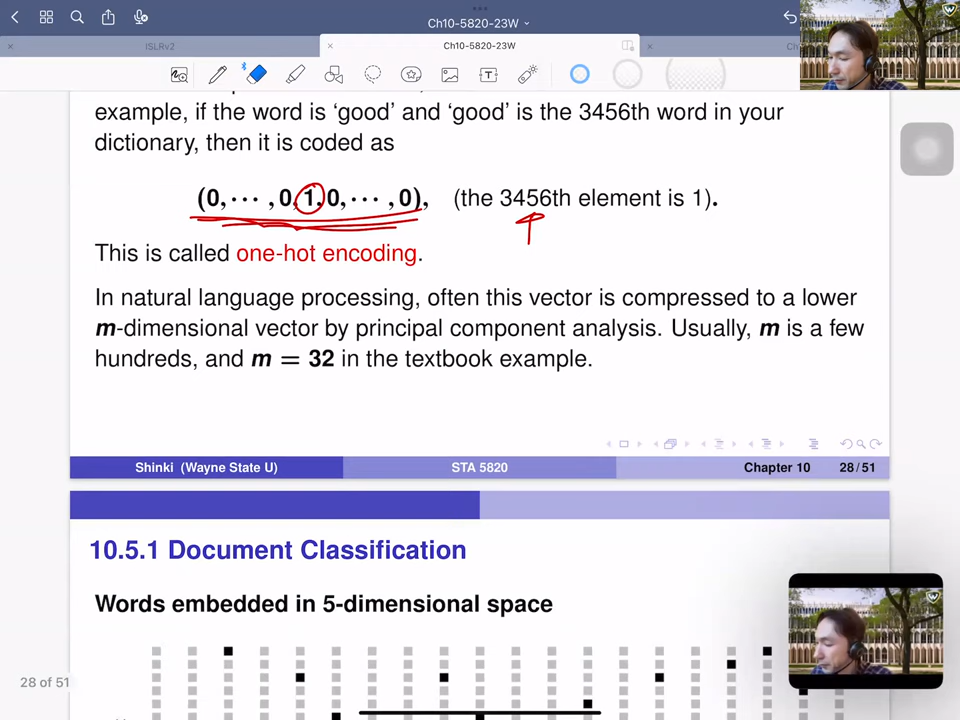 Ch10-5820-23W
ISLRv2
Ch10-5820-23W
example, if the word is ‘good’ and ‘good’ is the 3456th word in your
dictionary, then it is coded as
(0, ⋯ , 0, 1, 0, ⋯ , 0), (the 3456th element is 1).
This is called one-hot encoding.
In natural language processing, often this vector is compressed to a lower
m-dimensional vector by principal component analysis. Usually, m is a few
hundreds, and m = 32 in the textbook example.
Shinki (Wayne State U) STA 5820 Chapter 10 28 / 51
10.5.1 Document Classification
Words embedded in 5-dimensional space
28 of 51